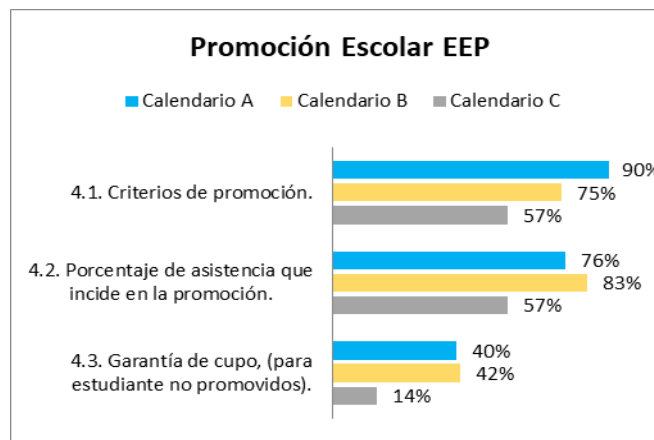 Promoción Escolar EEP
Calendario A Calendario B Calendario C
4.1. Criterios de promoción.
90%
75%
57%
4.2. Porcentaje de asistencia que
incide en la promoción.
76%
83%
57%
4.3. Garantía de cupo, (para
estudiante no promovidos).
40%
42%
14%